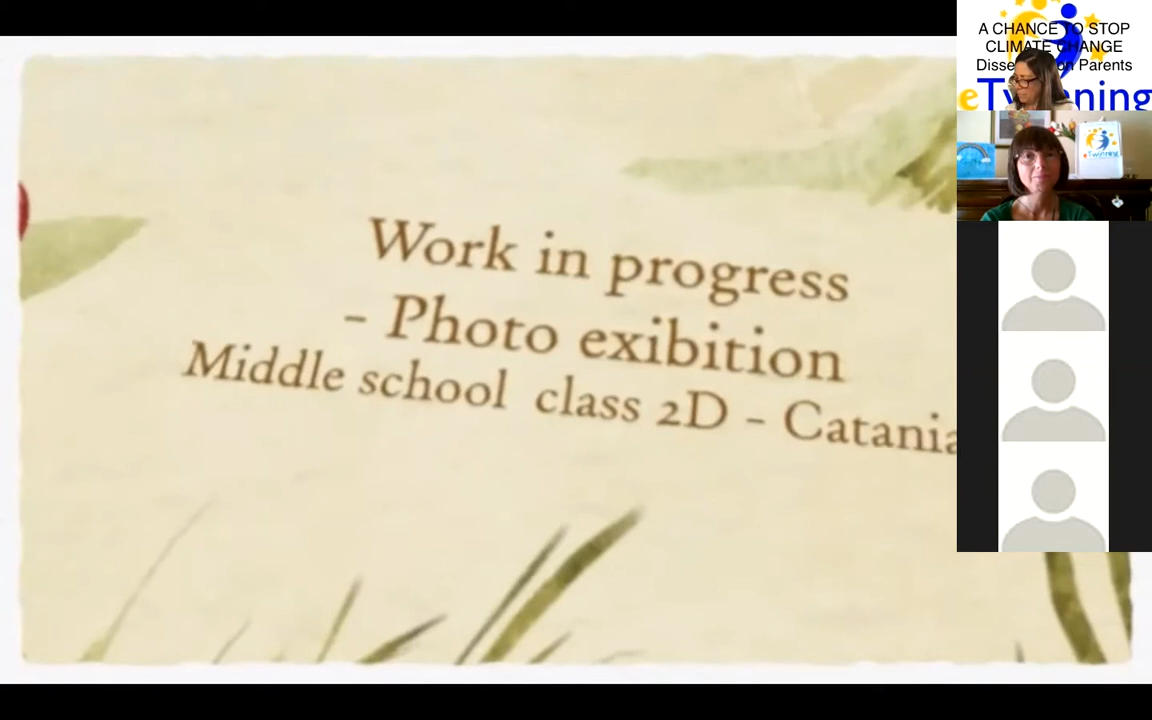 Work in progress
- Photo exibition
Middle school class 2D - Catania
A CHANCE TO STOP
CLIMATE CHANGE
Parents
eTwinning